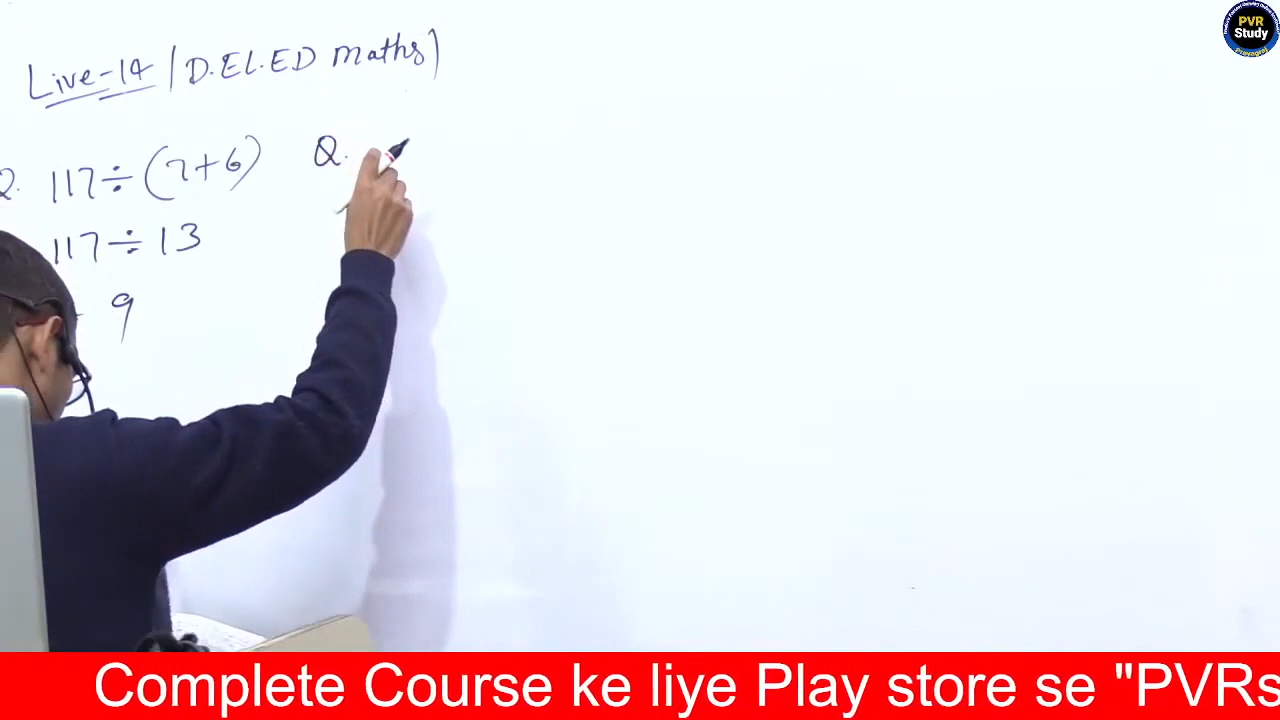 Live-14 / D.EL.ED Maths)
Q. 117 ÷ (7+6)
117 ÷ 13
9
Q.
PVR
Study
Prayagraj
Complete Course ke liye Play store se "PVRs